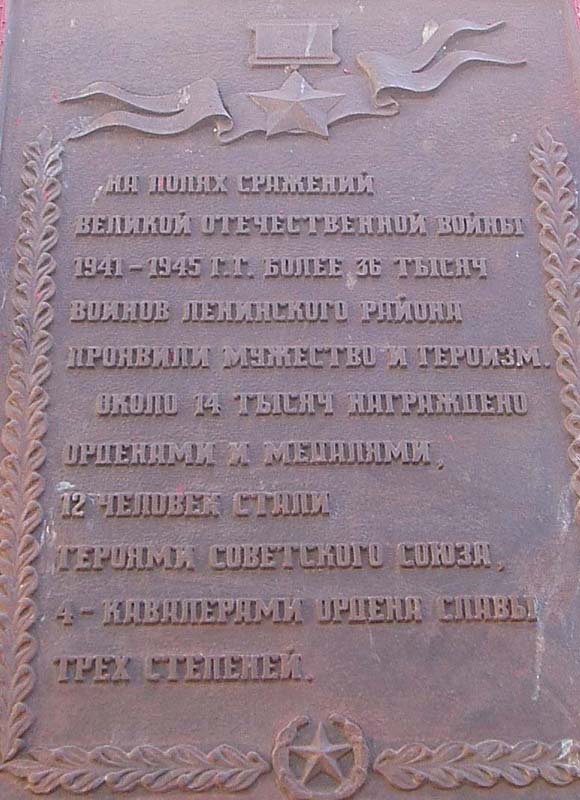 НА ПОЛЯХ СРАЖЕНИЙ
ВЕЛИКОЙ ОТЕЧЕСТВЕННОЙ ВОЙНЫ
1941-1945 Г.Г. БОЛЕЕ 36 ТЫСЯЧ
ВОИНОВ ЛЕНИНСКОГО РАЙОНА
ПРОЯВИЛИ МУЖЕСТВО И ГЕРОИЗМ.
ОКОЛО 14 ТЫСЯЧ НАГРАЖДЕНО
ОРДЕНАМИ И МЕДАЛЯМИ,
12 ЧЕЛОВЕК СТАЛИ
ГЕРОЯМИ СОВЕТСКОГО СОЮЗА,
4-КАВАЛЕРАМИ ОРДЕНА СЛАВЫ
ТРЕХ СТЕПЕНЕЙ.